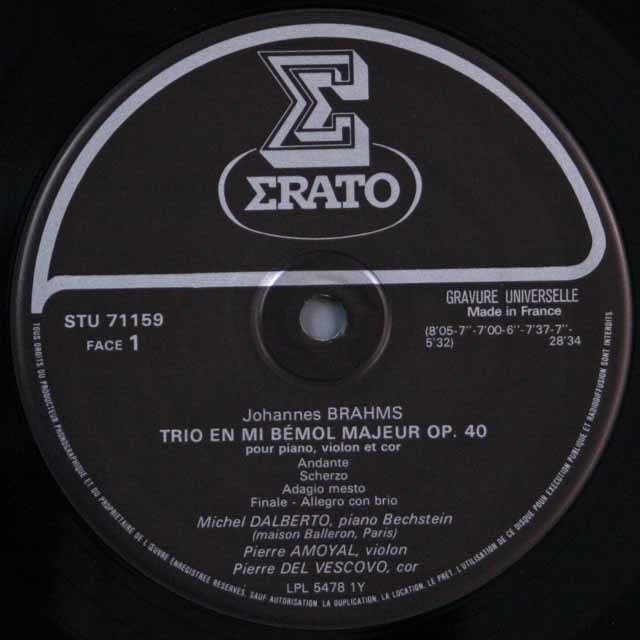 ΣRATO
STU 71159
FACE 1
GRAVURE UNIVERSELLE
Made in France
(8'05-7''-7'00-6''-7'37-7''-
5'32) 28'34
Johannes BRAHMS
TRIO EN MI BÉMOL MAJEUR OP. 40
pour piano, violon et cor
Andante
Scherzo
Adagio mesto
Finale - Allegro con brio
Michel DALBERTO, piano Bechstein
(maison Balleron, Paris)
Pierre AMOYAL, violon
Pierre DEL VESCOVO, cor
LPL 5478 1Y
TOUS DROITS DU PRODUCTEUR PHONOGRAPHIQUE ET DU PROPRIETAIRE DE L'ŒUVRE ENREGISTREE RESERVES. SAUF AUTORISATION LA DUPLICATION, LA LOCATION, LE PRET, L'UTILISATION DE CE DISQUE POUR EXECUTION PUBLIQUE ET RADIODIFFUSION SONT INTERDITS.